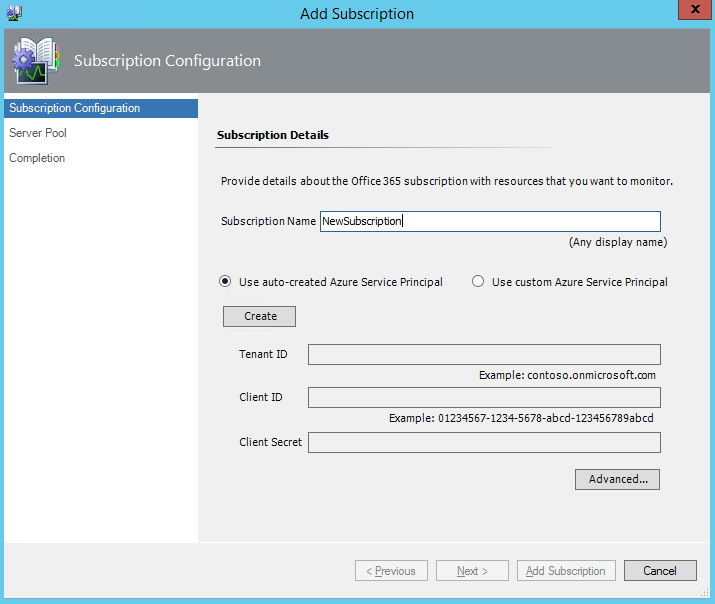 Add Subscription
x
Subscription Configuration
Subscription Configuration
Server Pool
Completion
Subscription Details
Provide details about the Office 365 subscription with resources that you want to monitor.
Subscription Name NewSubscription
(Any display name)
Use auto-created Azure Service Principal Use custom Azure Service Principal
Create
Tenant ID
Example: contoso.onmicrosoft.com
Client ID
Example: 01234567-1234-5678-abcd-123456789abcd
Client Secret
Advanced...
< Previous Next > Add Subscription Cancel